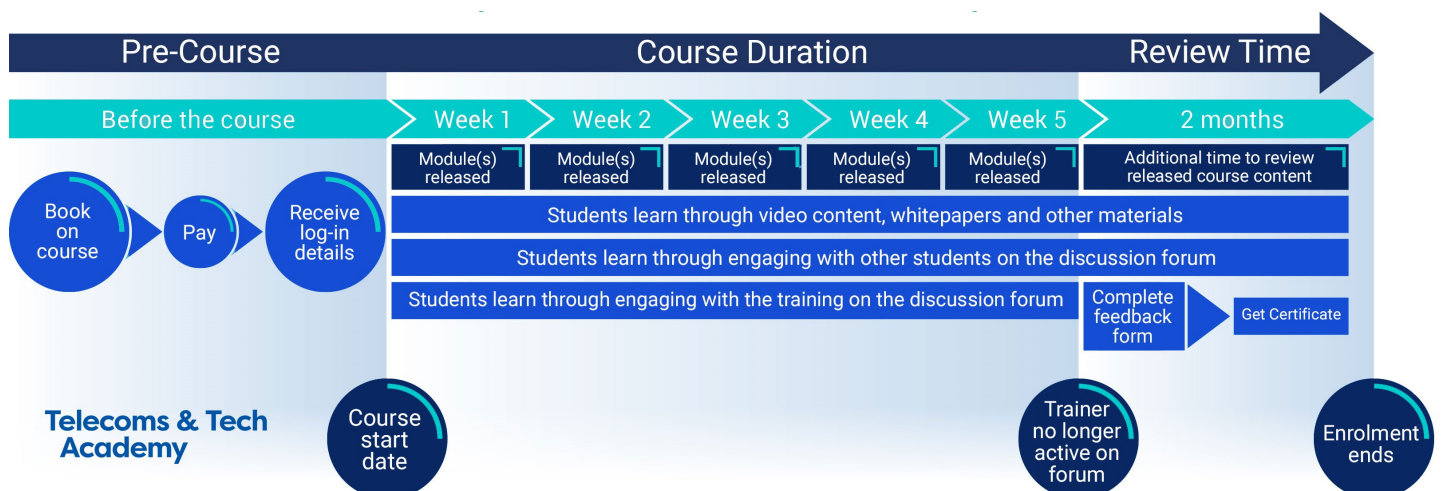 Pre-Course
Course Duration
Review Time
Before the course
Week 1
Week 2
Week 3
Week 4
Week 5
2 months
Module(s)
released
Module(s)
released
Module(s)
released
Module(s)
released
Module(s)
released
Additional time to review
released course content
Book
on
course
Pay
Receive
log-in
details
Students learn through video content, whitepapers and other materials
Students learn through engaging with other students on the discussion forum
Students learn through engaging with the training on the discussion forum
Complete
feedback
form
Get Certificate
Telecoms & Tech
Academy
Course
start
date
Trainer
no longer
active on
forum
Enrolment
ends